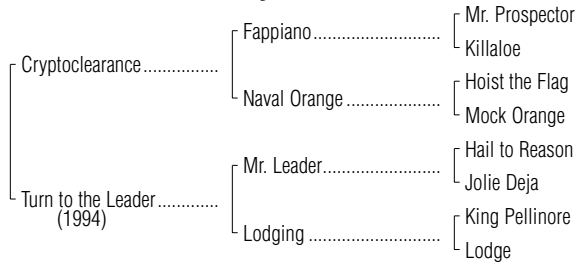 Mr. Prospector
Fappiano
Killaloe
Cryptoclearance
Hoist the Flag
Naval Orange
Mock Orange
Hail to Reason
Mr. Leader
Jolie Deja
Turn to the Leader
(1994)
King Pellinore
Lodging
Lodge